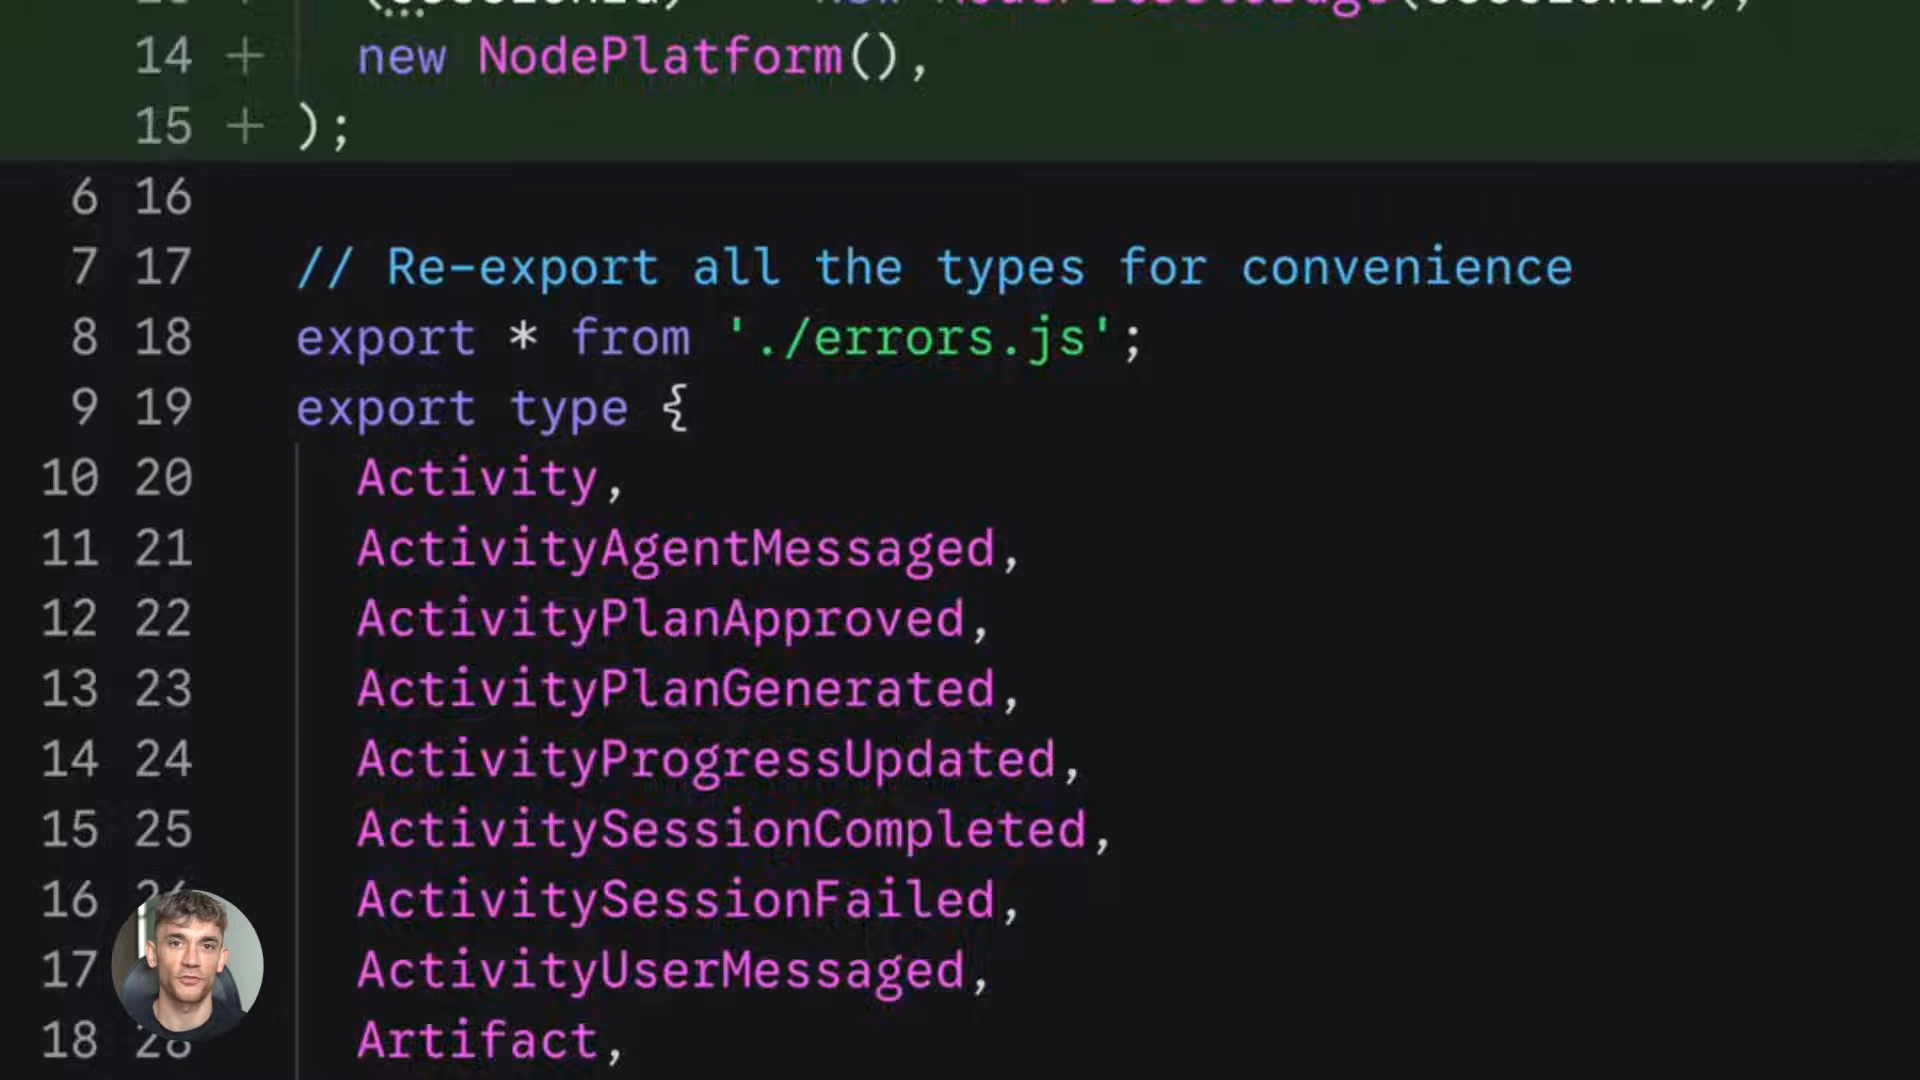 14 + new NodePlatform(),
15 + );
6 16
7 17 // Re-export all the types for convenience
8 18 export * from './errors.js';
9 19 export type {
10 20 Activity,
11 21 ActivityAgentMessaged,
12 22 ActivityPlanApproved,
13 23 ActivityPlanGenerated,
14 24 ActivityProgressUpdated,
15 25 ActivitySessionCompleted,
16 26 ActivitySessionFailed,
17 ActivityUserMessaged,
18 28 Artifact,